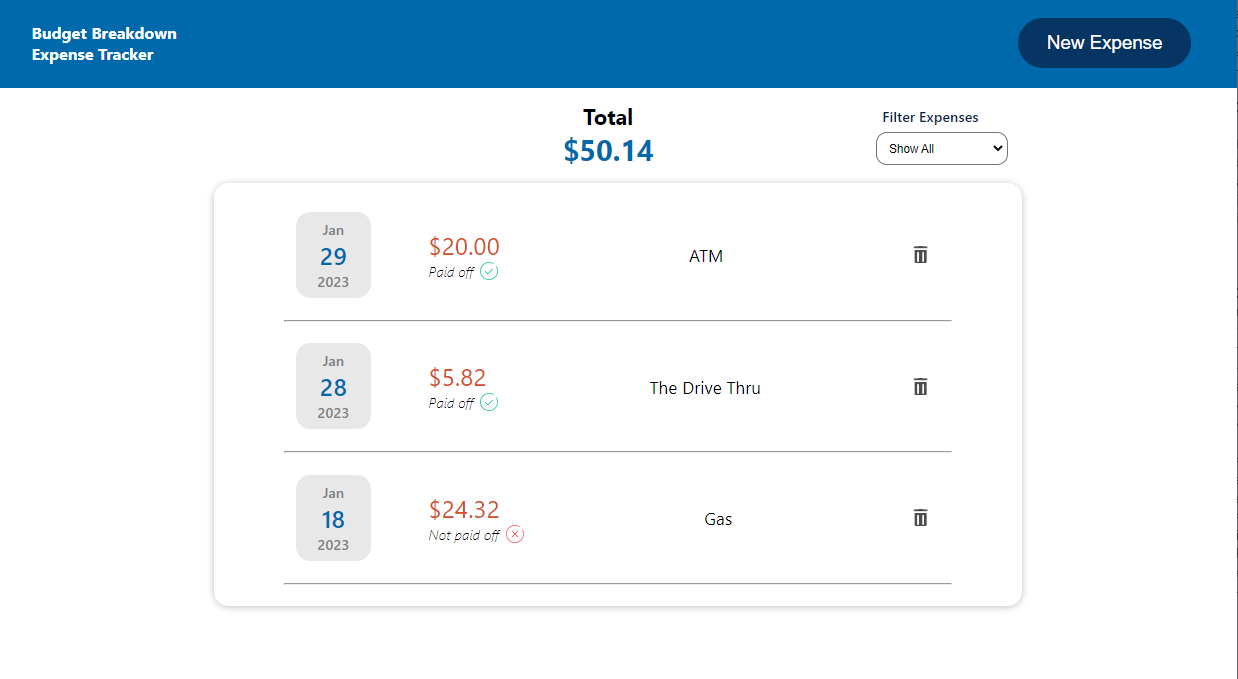 Budget Breakdown
Expense Tracker
New Expense
Total
$50.14
Filter Expenses
Show All
Jan
29
2023
$20.00
Paid off
ATM
Jan
28
2023
$5.82
Paid off
The Drive Thru
Jan
18
2023
$24.32
Not paid off
Gas